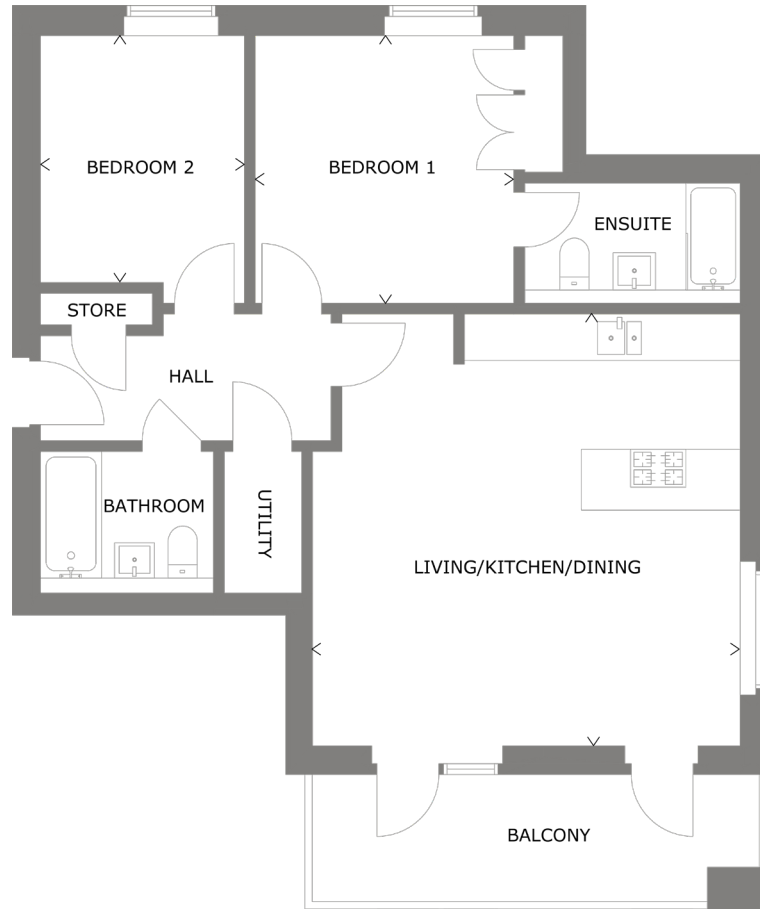 BEDROOM 2
BEDROOM 1
ENSUITE
STORE
HALL
BATHROOM
UTILITY
LIVING/KITCHEN/DINING
BALCONY